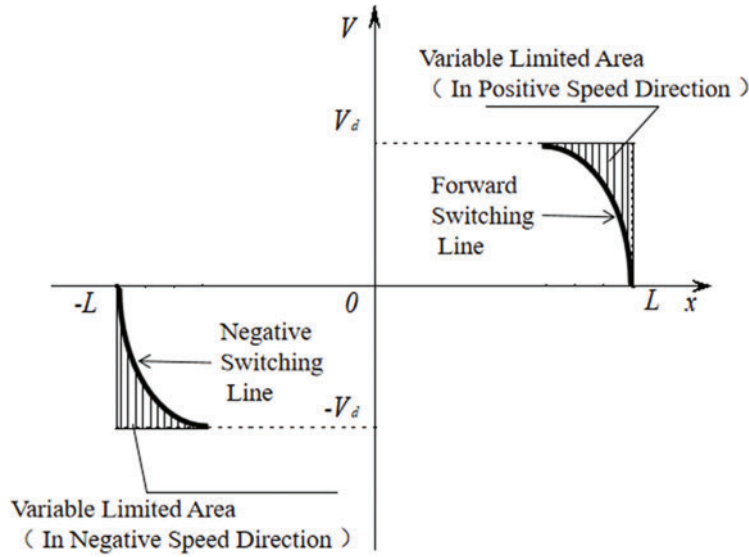 V
Variable Limited Area
( In Positive Speed Direction )
V_d
Forward
Switching
Line
-L
0
L
x
Negative
Switching
Line
-V_d
Variable Limited Area
( In Negative Speed Direction )